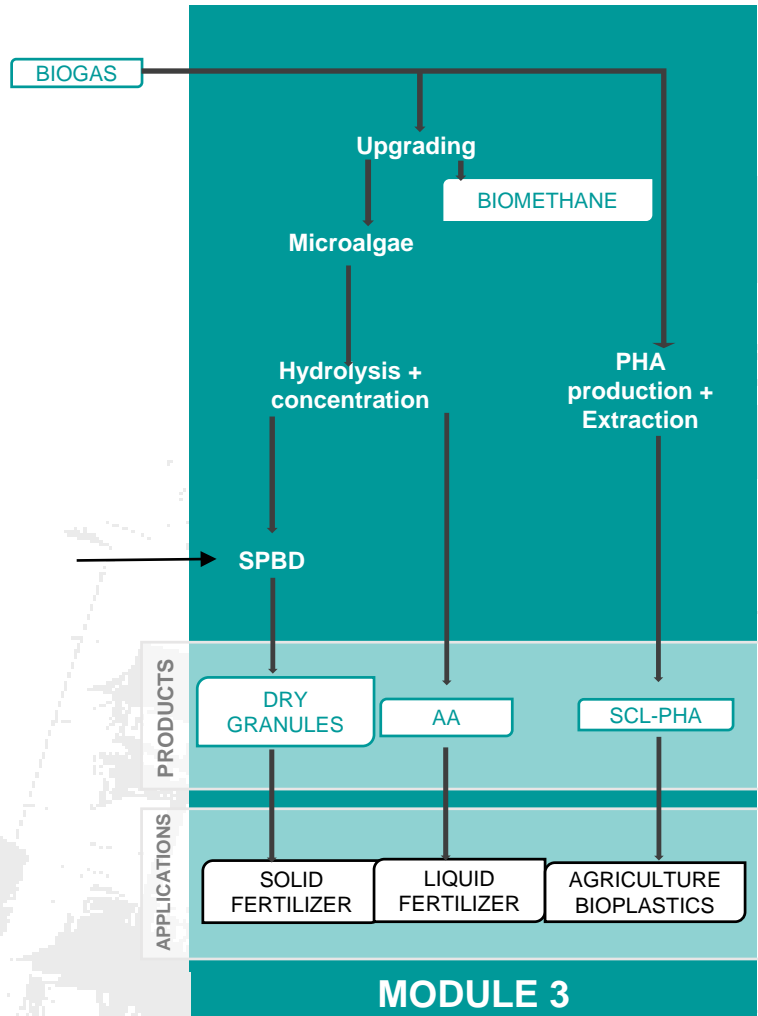 BIOGAS
Upgrading
BIOMETHANE
Microalgae
Hydrolysis +
concentration
PHA
production +
Extraction
SPBD
PRODUCTS
DRY
GRANULES
AA
SCL-PHA
APPLICATIONS
SOLID
FERTILIZER
LIQUID
FERTILIZER
AGRICULTURE
BIOPLASTICS
MODULE 3